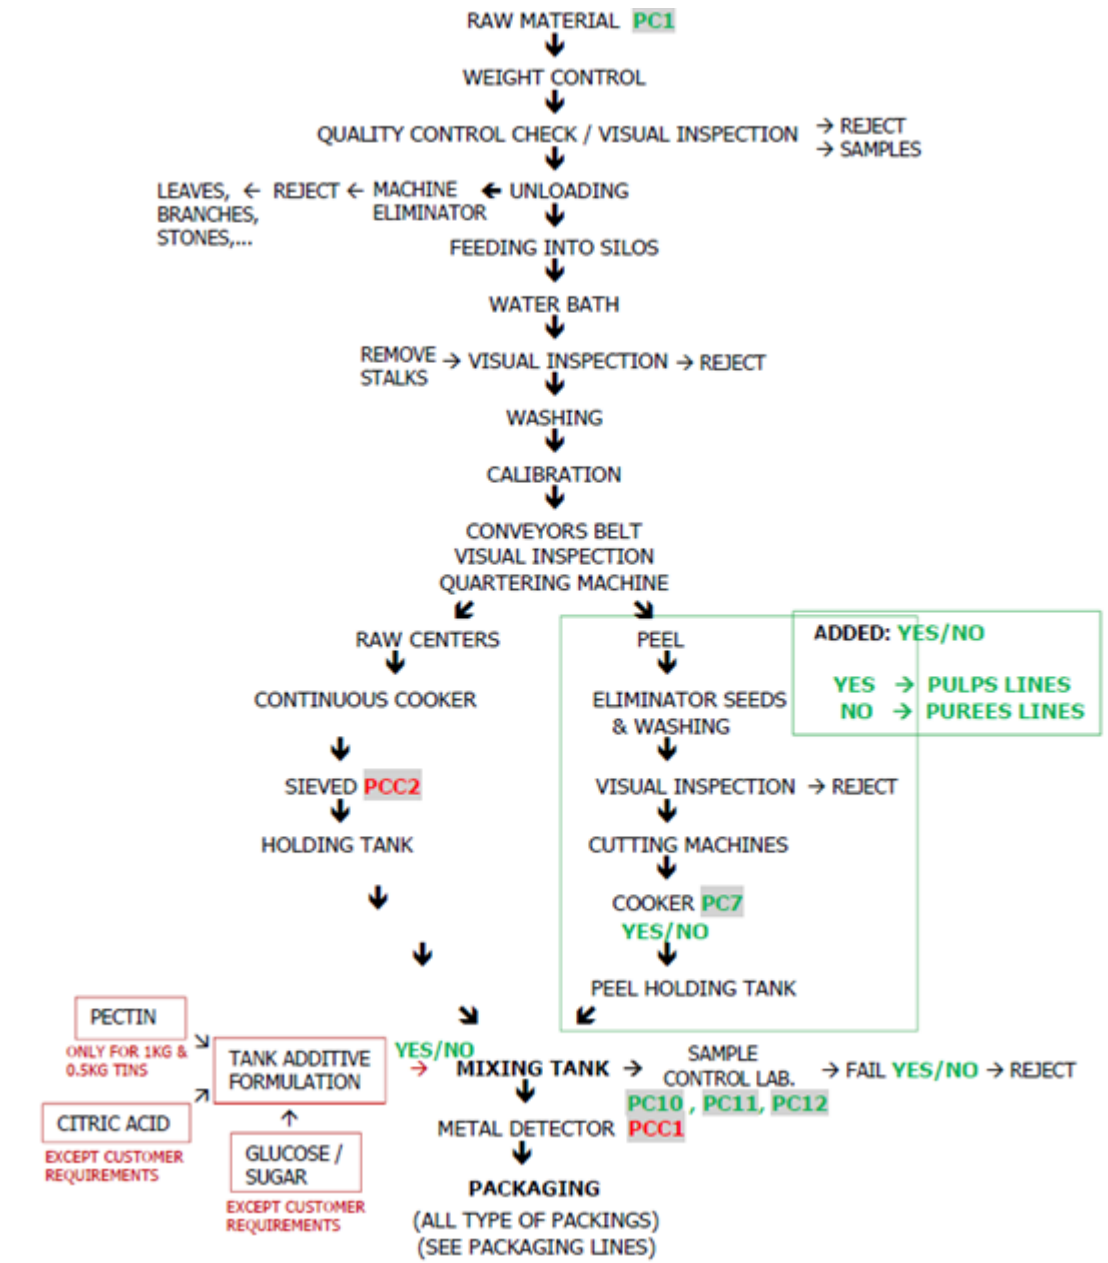 RAW MATERIAL PC1
WEIGHT CONTROL
QUALITY CONTROL CHECK / VISUAL INSPECTION → REJECT
→ SAMPLES
LEAVES, ← REJECT ← MACHINE ← UNLOADING
BRANCHES, ELIMINATOR
STONES,...
FEEDING INTO SILOS
WATER BATH
REMOVE → VISUAL INSPECTION → REJECT
STALKS
WASHING
CALIBRATION
CONVEYORS BELT
VISUAL INSPECTION
QUARTERING MACHINE
RAW CENTERS
CONTINUOUS COOKER
SIEVED PCC2
HOLDING TANK
PEEL
ELIMINATOR SEEDS
& WASHING
VISUAL INSPECTION → REJECT
CUTTING MACHINES
COOKER PC7
YES/NO
PEEL HOLDING TANK
ADDED: YES/NO
YES → PULPS LINES
NO → PUREES LINES
PECTIN
ONLY FOR 1KG &
0.5KG TINS
CITRIC ACID
EXCEPT CUSTOMER
REQUIREMENTS
TANK ADDITIVE
FORMULATION
GLUCOSE /
SUGAR
EXCEPT CUSTOMER
REQUIREMENTS
YES/NO
→ MIXING TANK → SAMPLE
CONTROL LAB. → FAIL YES/NO → REJECT
PC10 , PC11, PC12
METAL DETECTOR PCC1
PACKAGING
(ALL TYPE OF PACKINGS)
(SEE PACKAGING LINES)